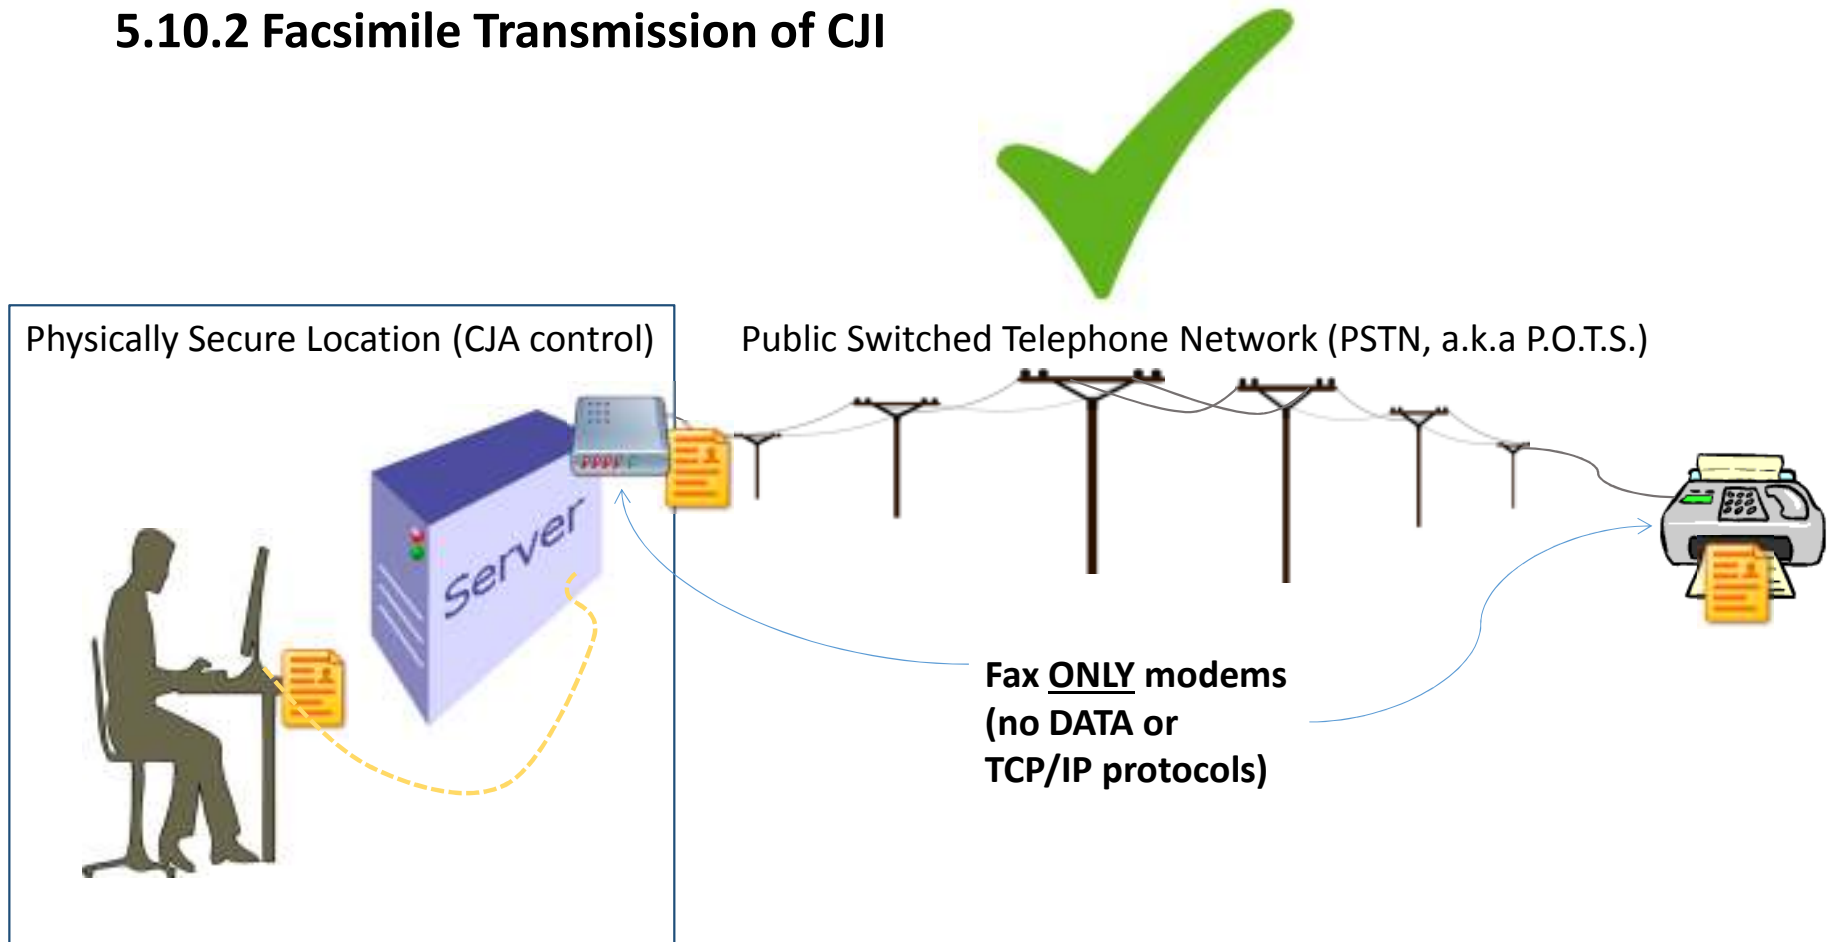 5.10.2 Facsimile Transmission of CJI
Physically Secure Location (CJA control)
Public Switched Telephone Network (PSTN, a.k.a P.O.T.S.)
Server
Fax ONLY modems
(no DATA or
TCP/IP protocols)